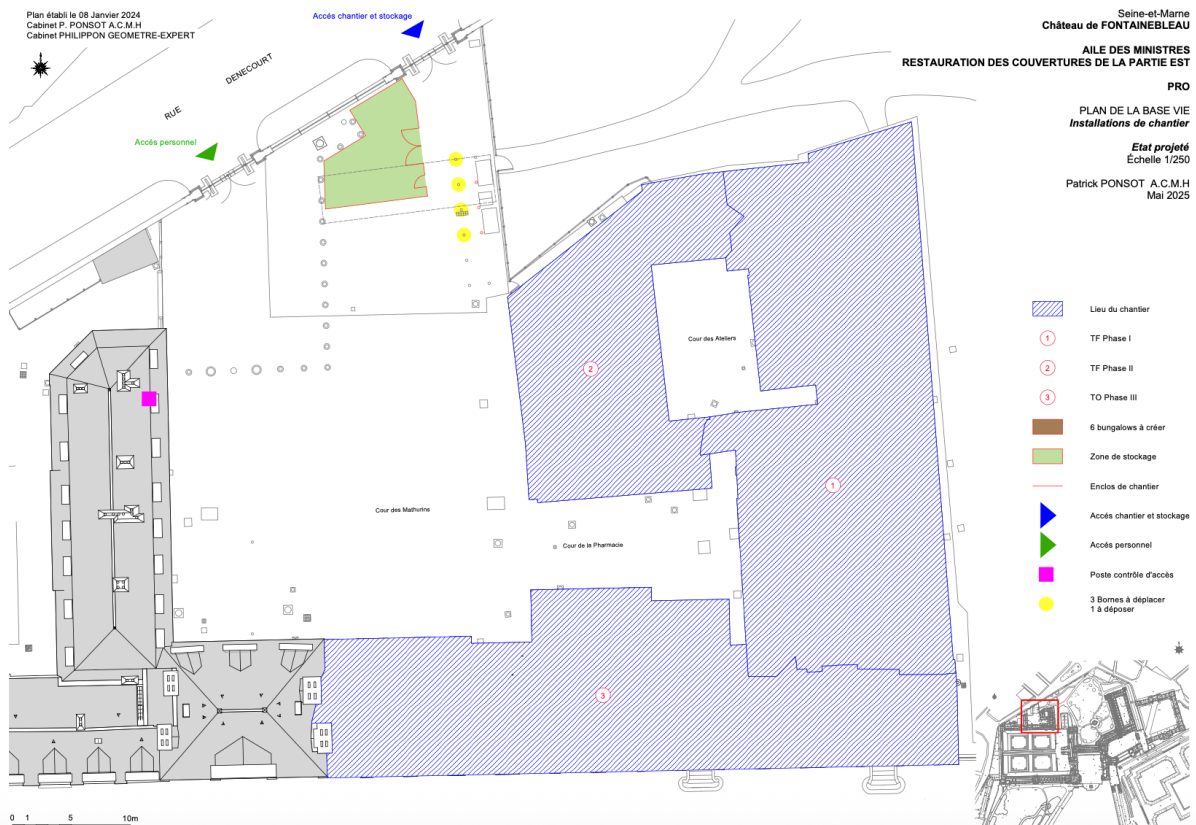 Plan établi le 08 Janvier 2024
Cabinet P. PONSOT A.C.M.H
Cabinet PHILIPPON GEOMETRE-EXPERT
Accés chantier et stockage
Seine-et-Marne
Château de FONTAINEBLEAU
AILE DES MINISTRES
RESTAURATION DES COUVERTURES DE LA PARTIE EST
PRO
PLAN DE LA BASE VIE
Installations de chantier
Etat projeté
Échelle 1/250
Patrick PONSOT A.C.M.H
Mai 2025
RUE DENECOURT
Accés personnel
Cour des Ateliers
2
Cour des Mathurins
Cour de la Pharmacie
1
3
Lieu du chantier
1 TF Phase I
2 TF Phase II
3 TO Phase III
6 bungalows à créer
Zone de stockage
Enclos de chantier
Accés chantier et stockage
Accés personnel
Poste contrôle d'accès
3 Bornes à déplacer
1 à déposer
0 1 5 10m